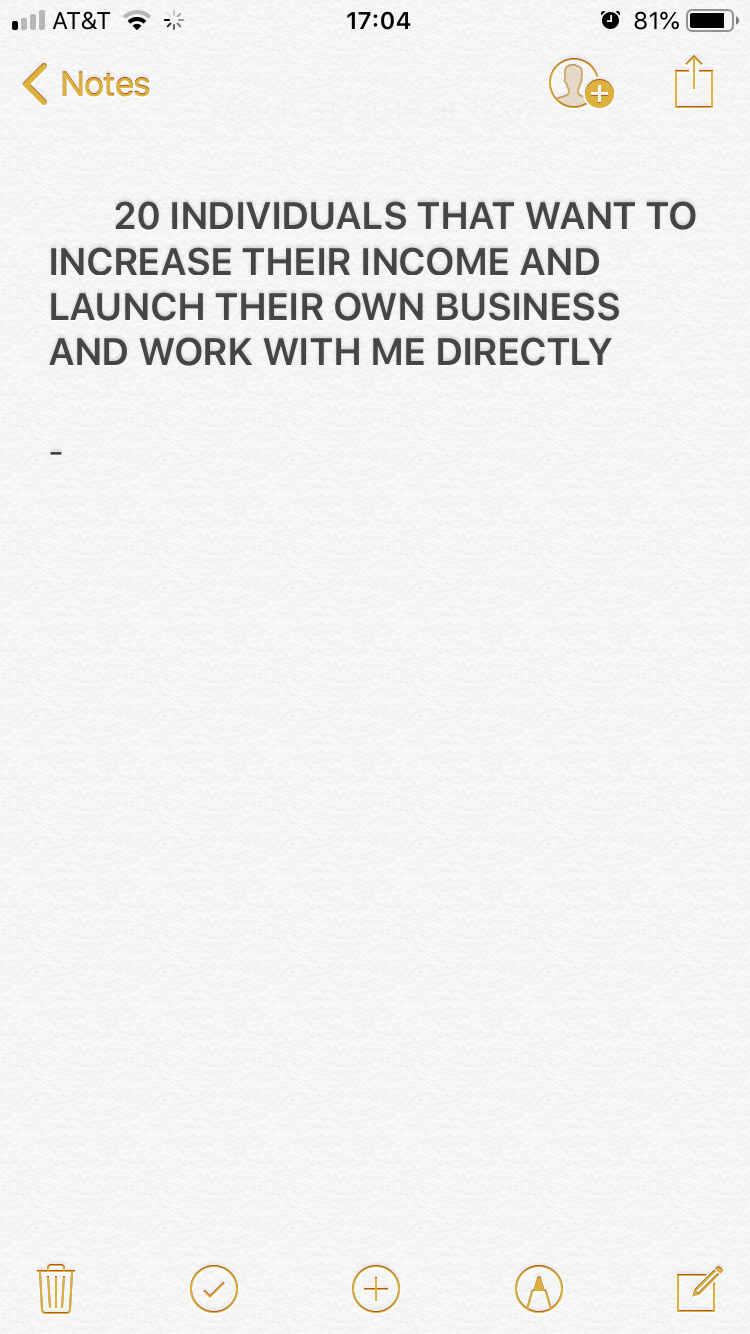 AT&T 17:04 81%
Notes
20 INDIVIDUALS THAT WANT TO
INCREASE THEIR INCOME AND
LAUNCH THEIR OWN BUSINESS
AND WORK WITH ME DIRECTLY
-